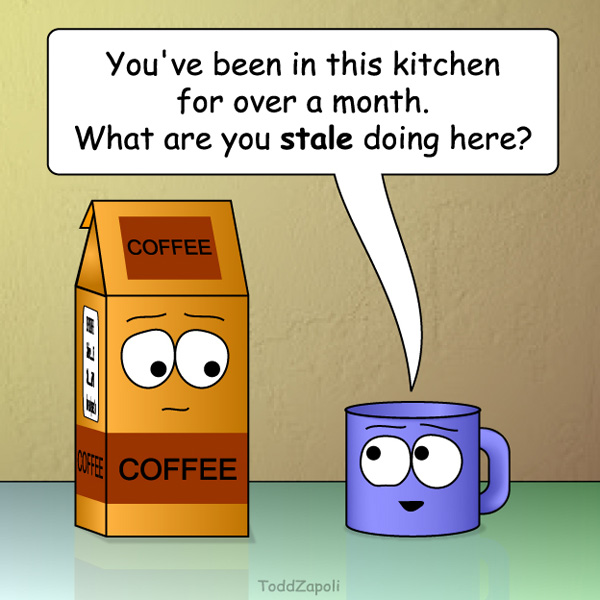 You've been in this kitchen
for over a month.
What are you stale doing here?
COFFEE
COFFEE
COFFEE
ToddZapoli